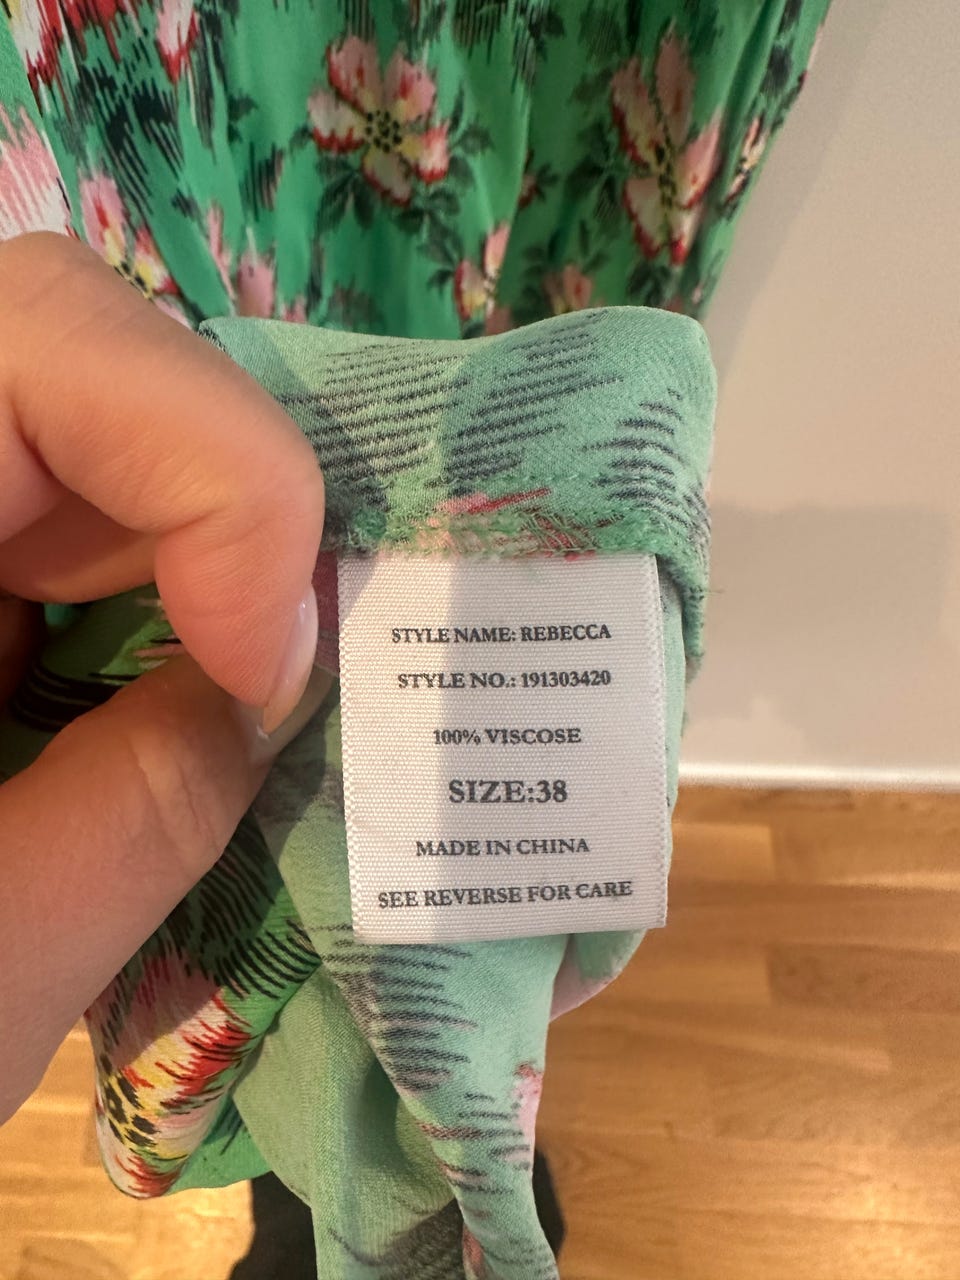 STYLE NAME: REBECCA
STYLE NO.: 191303420
100% VISCOSE
SIZE:38
MADE IN CHINA
SEE REVERSE FOR CARE